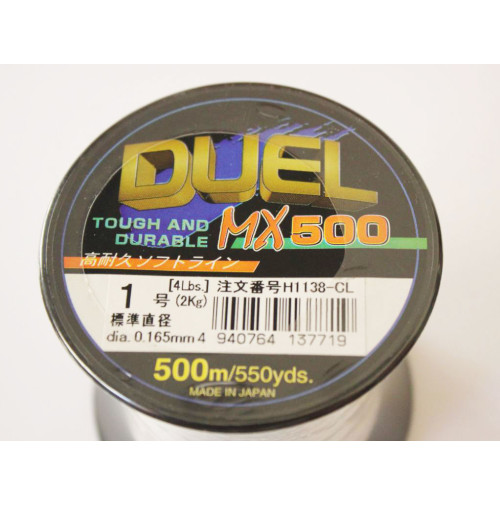 DUEL
TOUGH AND
DURABLE
MX500
高耐久ソフトライン
1号 [4Lbs.] (2Kg) 注文番号H1138-CL
標準直径
dia. 0.165mm
4 940764 137719
500m/550yds.
MADE IN JAPAN